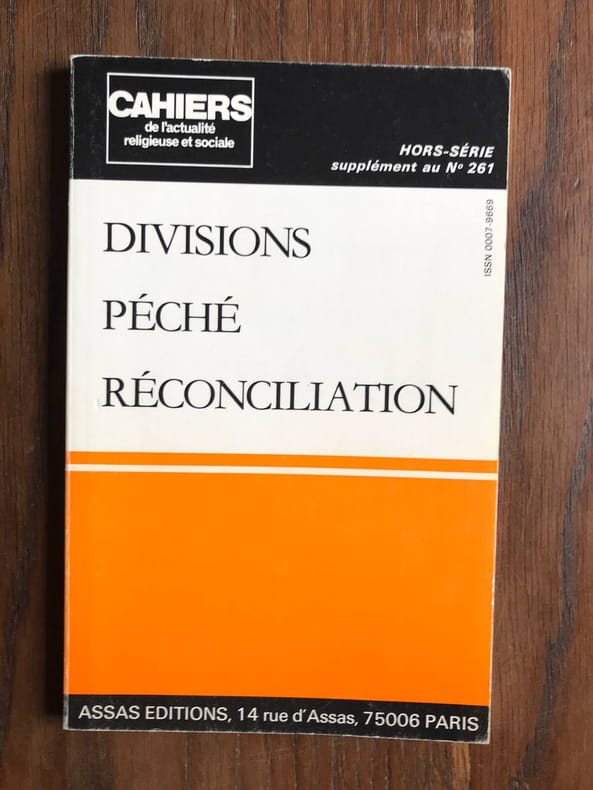 CAHIERS
de l'actualité
religieuse et sociale
HORS-SÉRIE
supplément au Nº 261
ISSN 0007-9669
DIVISIONS
PÉCHÉ
RÉCONCILIATION
ASSAS EDITIONS, 14 rue d'Assas, 75006 PARIS